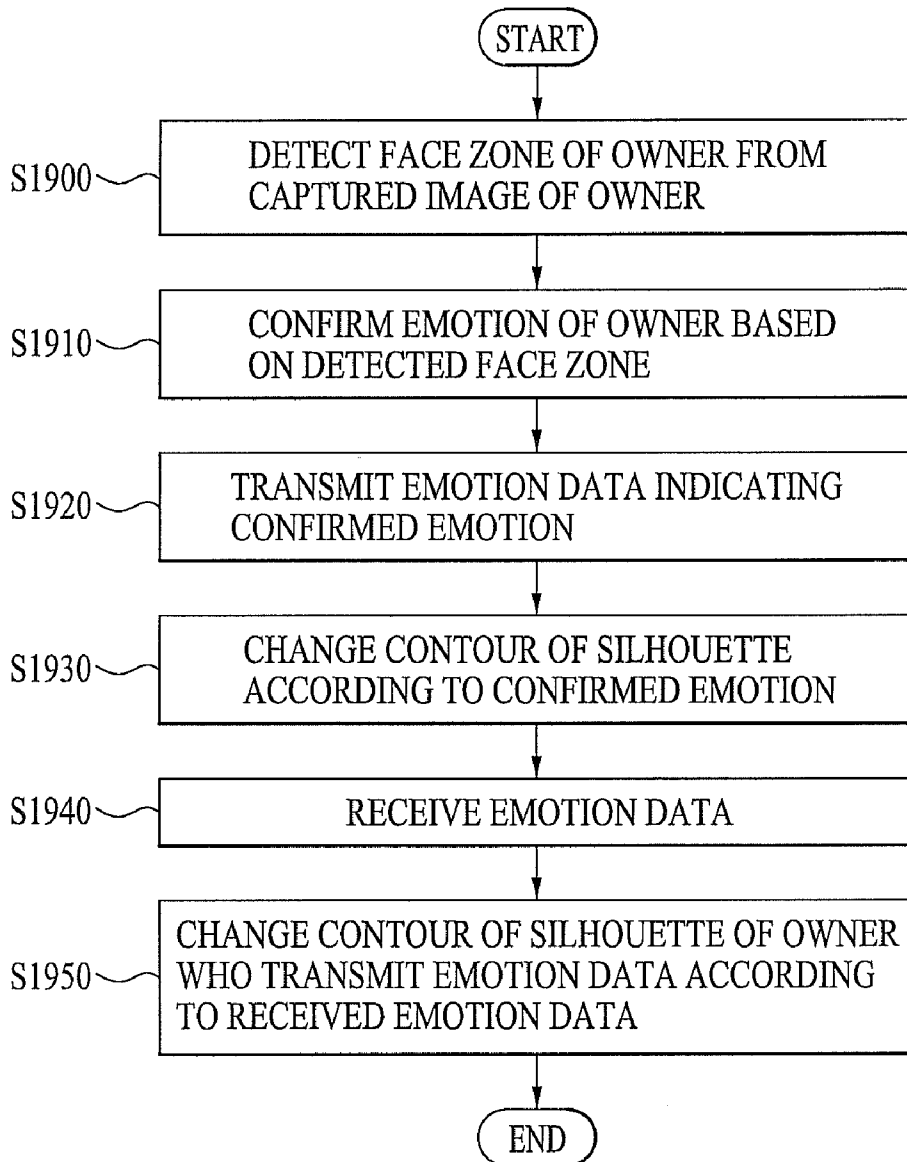 START
S1900
DETECT FACE ZONE OF OWNER FROM
CAPTURED IMAGE OF OWNER
S1910
CONFIRM EMOTION OF OWNER BASED
ON DETECTED FACE ZONE
S1920
TRANSMIT EMOTION DATA INDICATING
CONFIRMED EMOTION
S1930
CHANGE CONTOUR OF SILHOUETTE
ACCORDING TO CONFIRMED EMOTION
S1940
RECEIVE EMOTION DATA
S1950
CHANGE CONTOUR OF SILHOUETTE OF OWNER
WHO TRANSMIT EMOTION DATA ACCORDING
TO RECEIVED EMOTION DATA
END